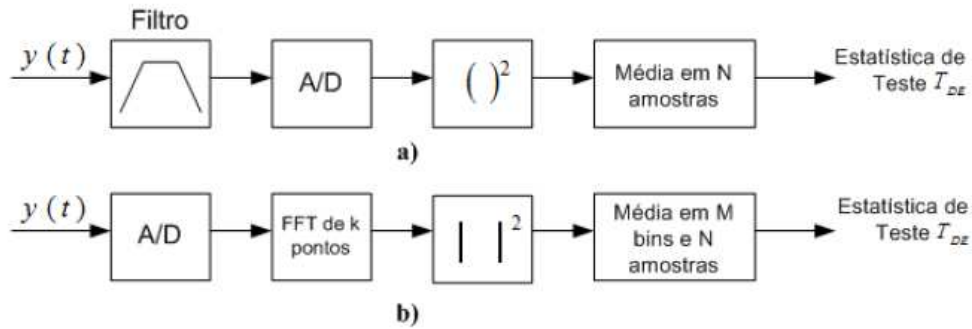 Filtro
y (t)
A/D
( )²
Média em N
amostras
Estatística de
Teste T_DE
a)
y (t)
A/D
FFT de k
pontos
| |²
Média em M
bins e N
amostras
Estatística de
Teste T_DE
b)